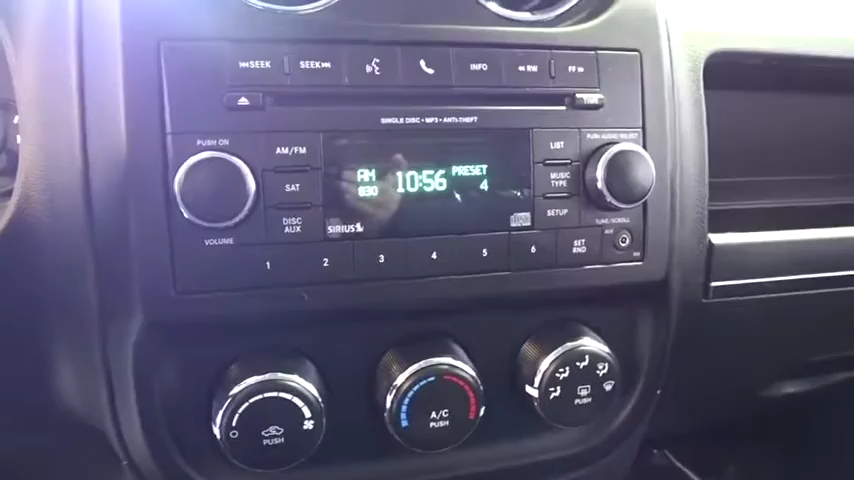 SEEK SEEK INFO RW FF
TIME
SINGLE DISC • MP3 • ANTI-THEFT
PUSH ON
AM/FM
SAT
DISC
AUX
VOLUME
AM
830
10:56
PRESET
4
SIRIUS
LIST
MUSIC
TYPE
SETUP
PUSH AUDIO/SELECT
TUNE/SCROLL
AUX
1 2 3 4 5 6
SET
RND
PUSH
A/C
PUSH
PUSH